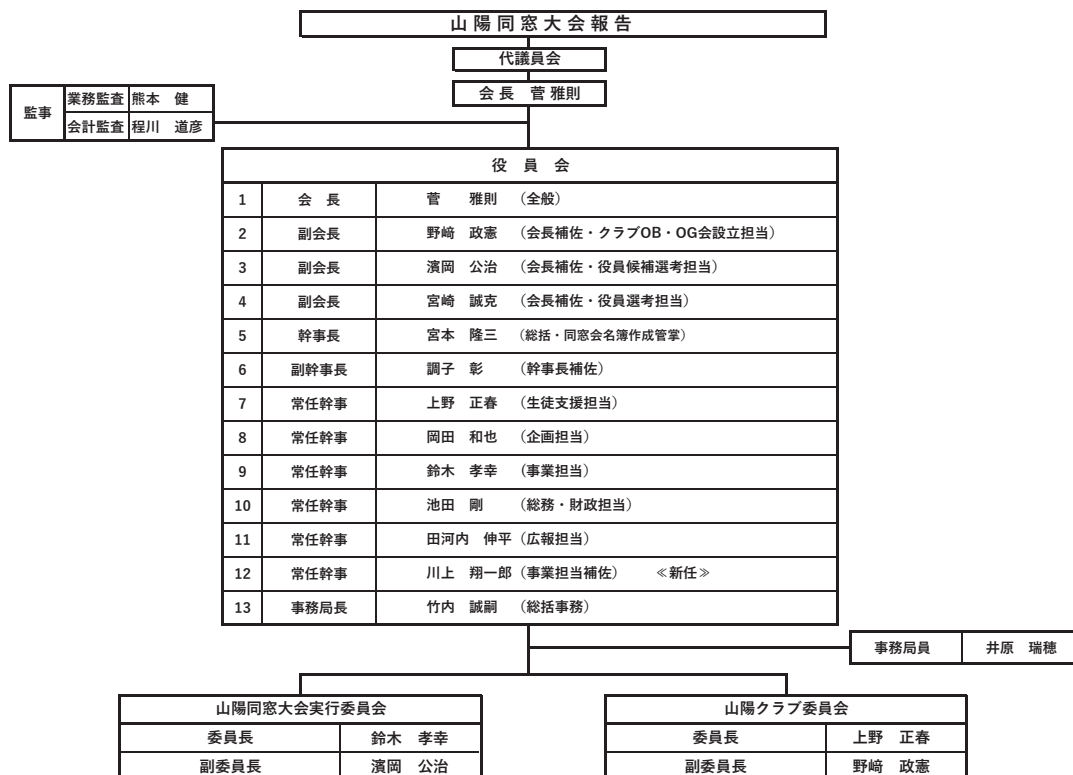 山陽同窓大会報告
代議員会
会長　菅 雅則
監事
業務監査 熊本　健
会計監査 程川　道彦
役　員　会
1 会　長 菅　　雅則 （全般）
2 副会長 野﨑　政憲 （会長補佐・クラブOB・OG会設立担当）
3 副会長 濱岡　公治 （会長補佐・役員候補選考担当）
4 副会長 宮崎　誠克 （会長補佐・役員選考担当）
5 幹事長 宮本　隆三 （総括・同窓会名簿作成管掌）
6 副幹事長 調子　彰 （幹事長補佐）
7 常任幹事 上野　正春 （生徒支援担当）
8 常任幹事 岡田　和也 （企画担当）
9 常任幹事 鈴木　孝幸 （事業担当）
10 常任幹事 池田　剛 （総務・財政担当）
11 常任幹事 田河内　伸平 （広報担当）
12 常任幹事 川上　翔一郎 （事業担当補佐） ≪新任≫
13 事務局長 竹内　誠嗣 （総括事務）
事務局員 井原　瑞穂
山陽同窓大会実行委員会
委員長 鈴木　孝幸
副委員長 濱岡　公治
山陽クラブ委員会
委員長 上野　正春
副委員長 野﨑　政憲